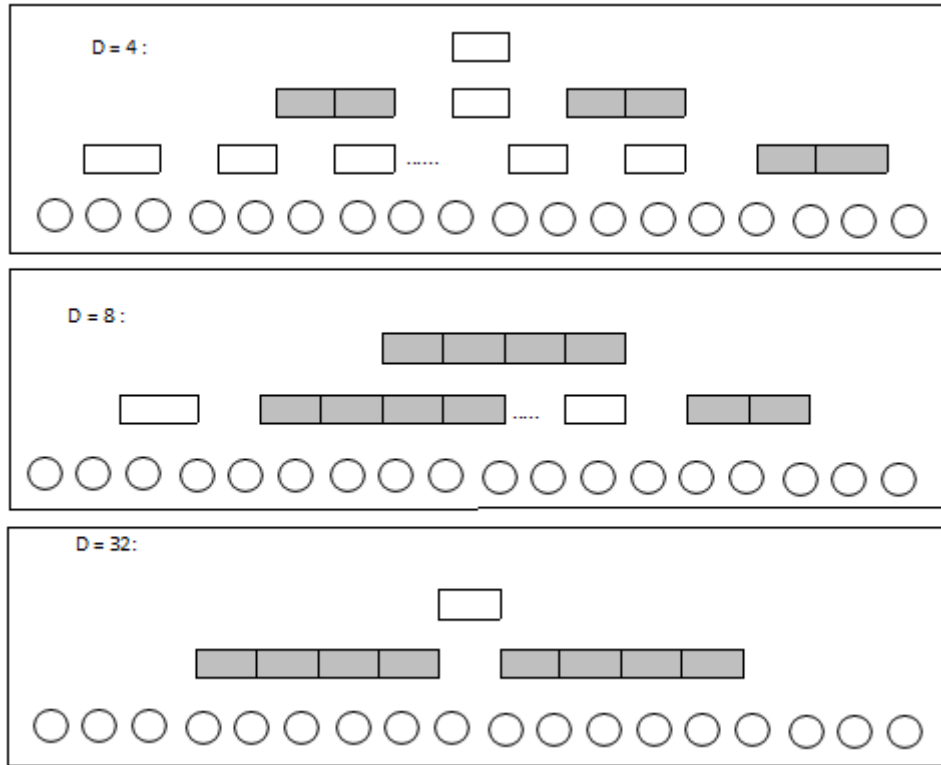 D = 4 :
......
D = 8 :
.....
D = 32: